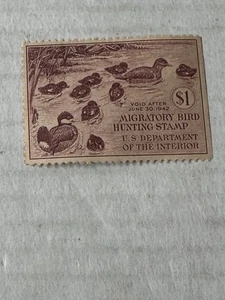 VOID AFTER
JUNE 30, 1942
$1
MIGRATORY BIRD
HUNTING STAMP
U S DEPARTMENT
OF THE INTERIOR